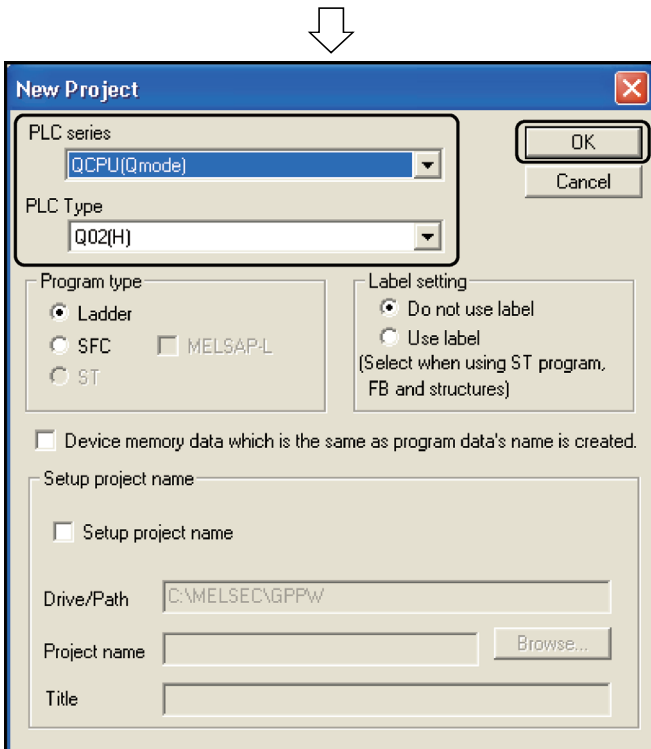 New Project
PLC series
QCPU(Qmode)
OK
Cancel
PLC Type
Q02(H)
Program type
Ladder
SFC
MELSAP-L
ST
Label setting
Do not use label
Use label
(Select when using ST program,
FB and structures)
Device memory data which is the same as program data's name is created.
Setup project name
Setup project name
Drive/Path
C:\MELSEC\GPPW
Project name
Browse...
Title